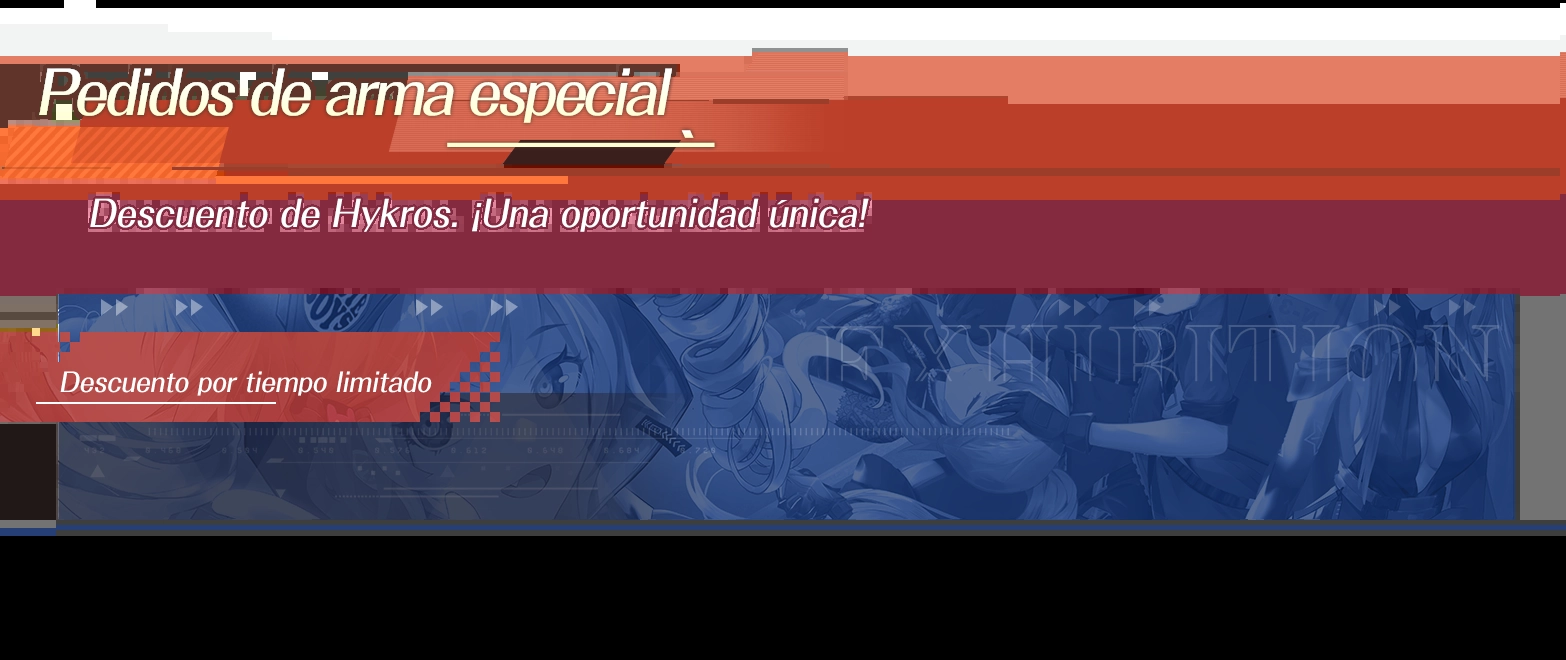 Pedidos de arma especial
Descuento de Hykros. ¡Una oportunidad única!
EXHIBITION
Descuento por tiempo limitado